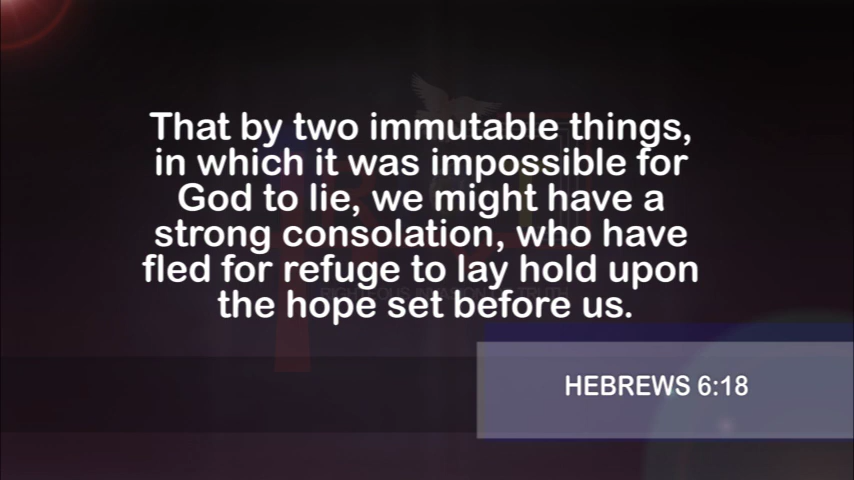 That by two immutable things,
in which it was impossible for
God to lie, we might have a
strong consolation, who have
fled for refuge to lay hold upon
the hope set before us.
HEBREWS 6:18